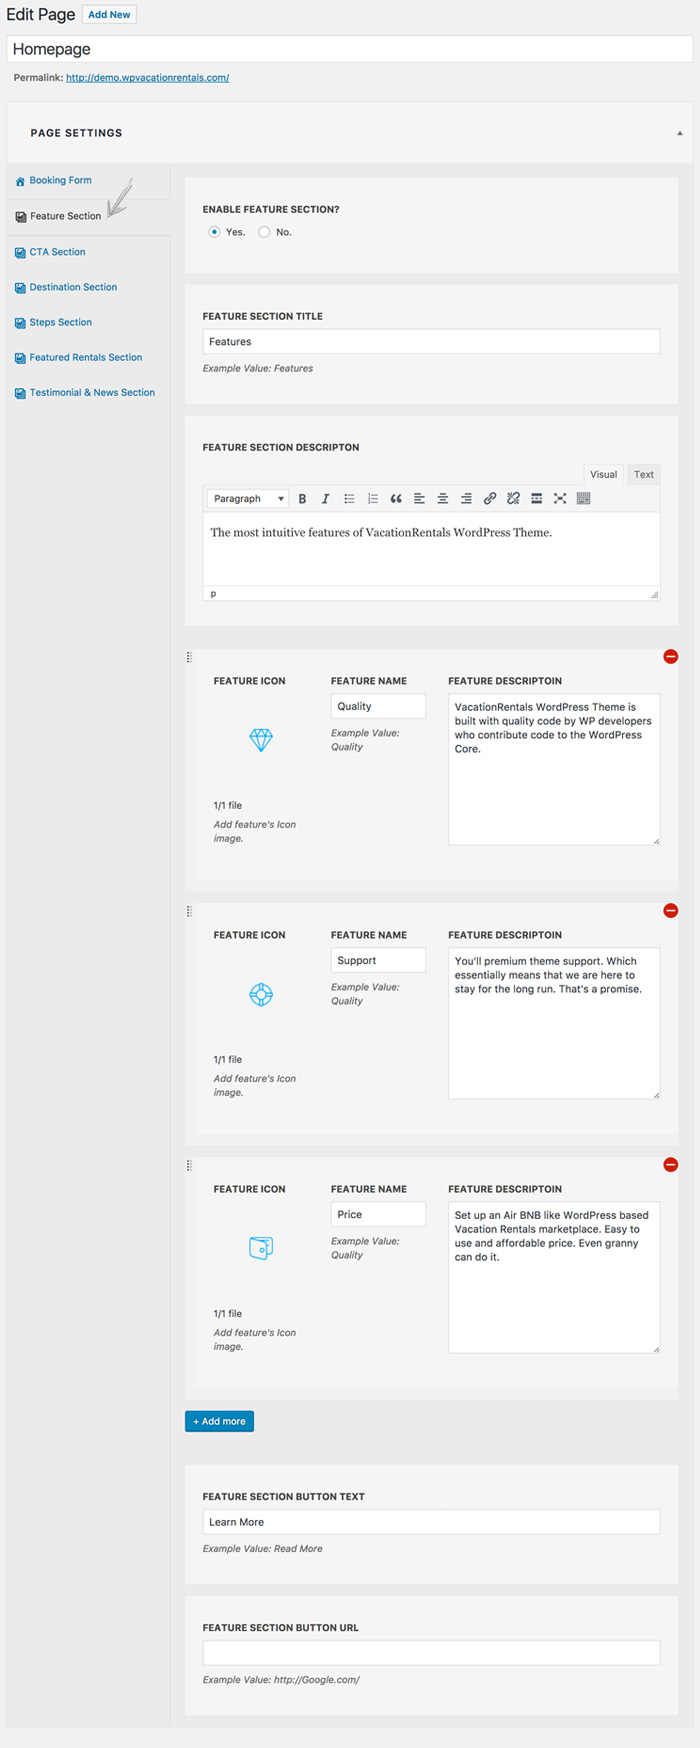 Edit Page Add New
Homepage
Permalink: http://demo.wpvacationrentals.com/
PAGE SETTINGS
Booking Form
Feature Section
CTA Section
Destination Section
Steps Section
Featured Rentals Section
Testimonial & News Section
ENABLE FEATURE SECTION?
Yes. No.
FEATURE SECTION TITLE
Features
Example Value: Features
FEATURE SECTION DESCRIPTON
Visual Text
Paragraph B I
The most intuitive features of VacationRentals WordPress Theme.
p
FEATURE ICON
1/1 file
Add feature's Icon
image.
FEATURE NAME
Quality
Example Value:
Quality
FEATURE DESCRIPTOIN
VacationRentals WordPress Theme is
built with quality code by WP developers
who contribute code to the WordPress
Core.
FEATURE ICON
1/1 file
Add feature's Icon
image.
FEATURE NAME
Support
Example Value:
Quality
FEATURE DESCRIPTOIN
You'll premium theme support. Which
essentially means that we are here to
stay for the long run. That's a promise.
FEATURE ICON
1/1 file
Add feature's Icon
image.
FEATURE NAME
Price
Example Value:
Quality
FEATURE DESCRIPTOIN
Set up an Air BNB like WordPress based
Vacation Rentals marketplace. Easy to
use and affordable price. Even granny
can do it.
+ Add more
FEATURE SECTION BUTTON TEXT
Learn More
Example Value: Read More
FEATURE SECTION BUTTON URL
Example Value: http://Google.com/